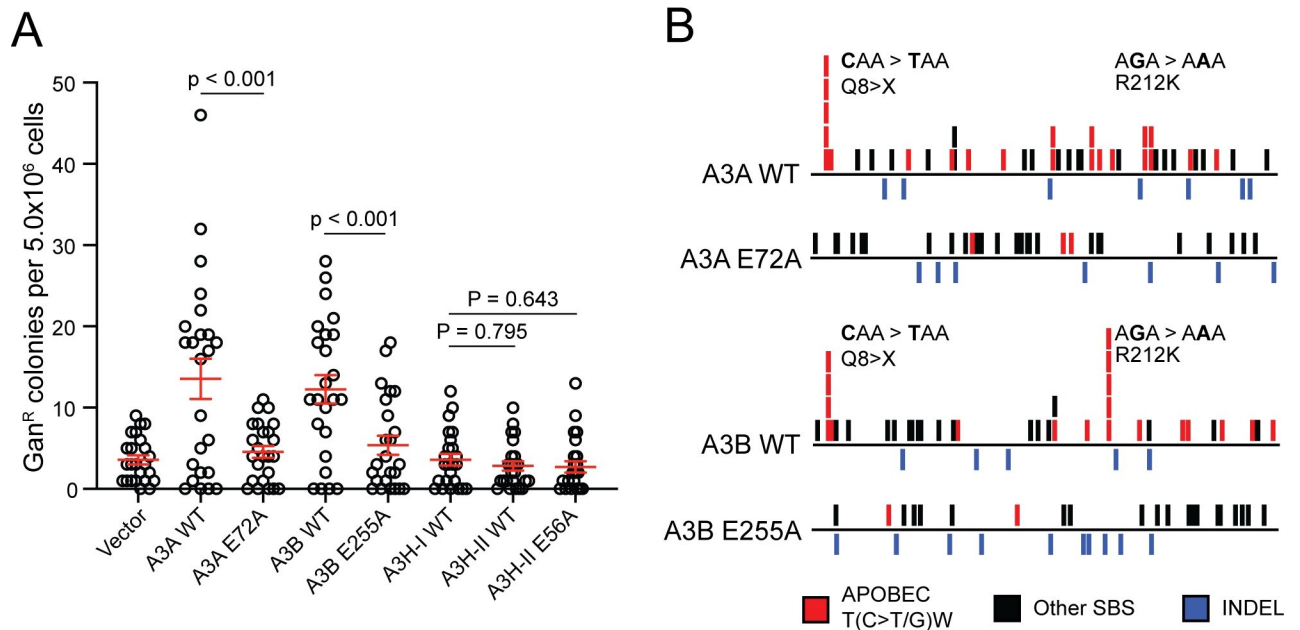 A
GanR colonies per 5.0x10⁶ cells
50
40
30
20
10
0
p < 0.001
p < 0.001
P = 0.643
P = 0.795
Vector
A3A WT
A3A E72A
A3B WT
A3B E255A
A3H-I WT
A3H-II WT
A3H-II E56A
B
CAA > TAA
Q8>X
AGA > AAA
R212K
A3A WT
A3A E72A
CAA > TAA
Q8>X
AGA > AAA
R212K
A3B WT
A3B E255A
APOBEC
T(C>T/G)W
Other SBS
INDEL